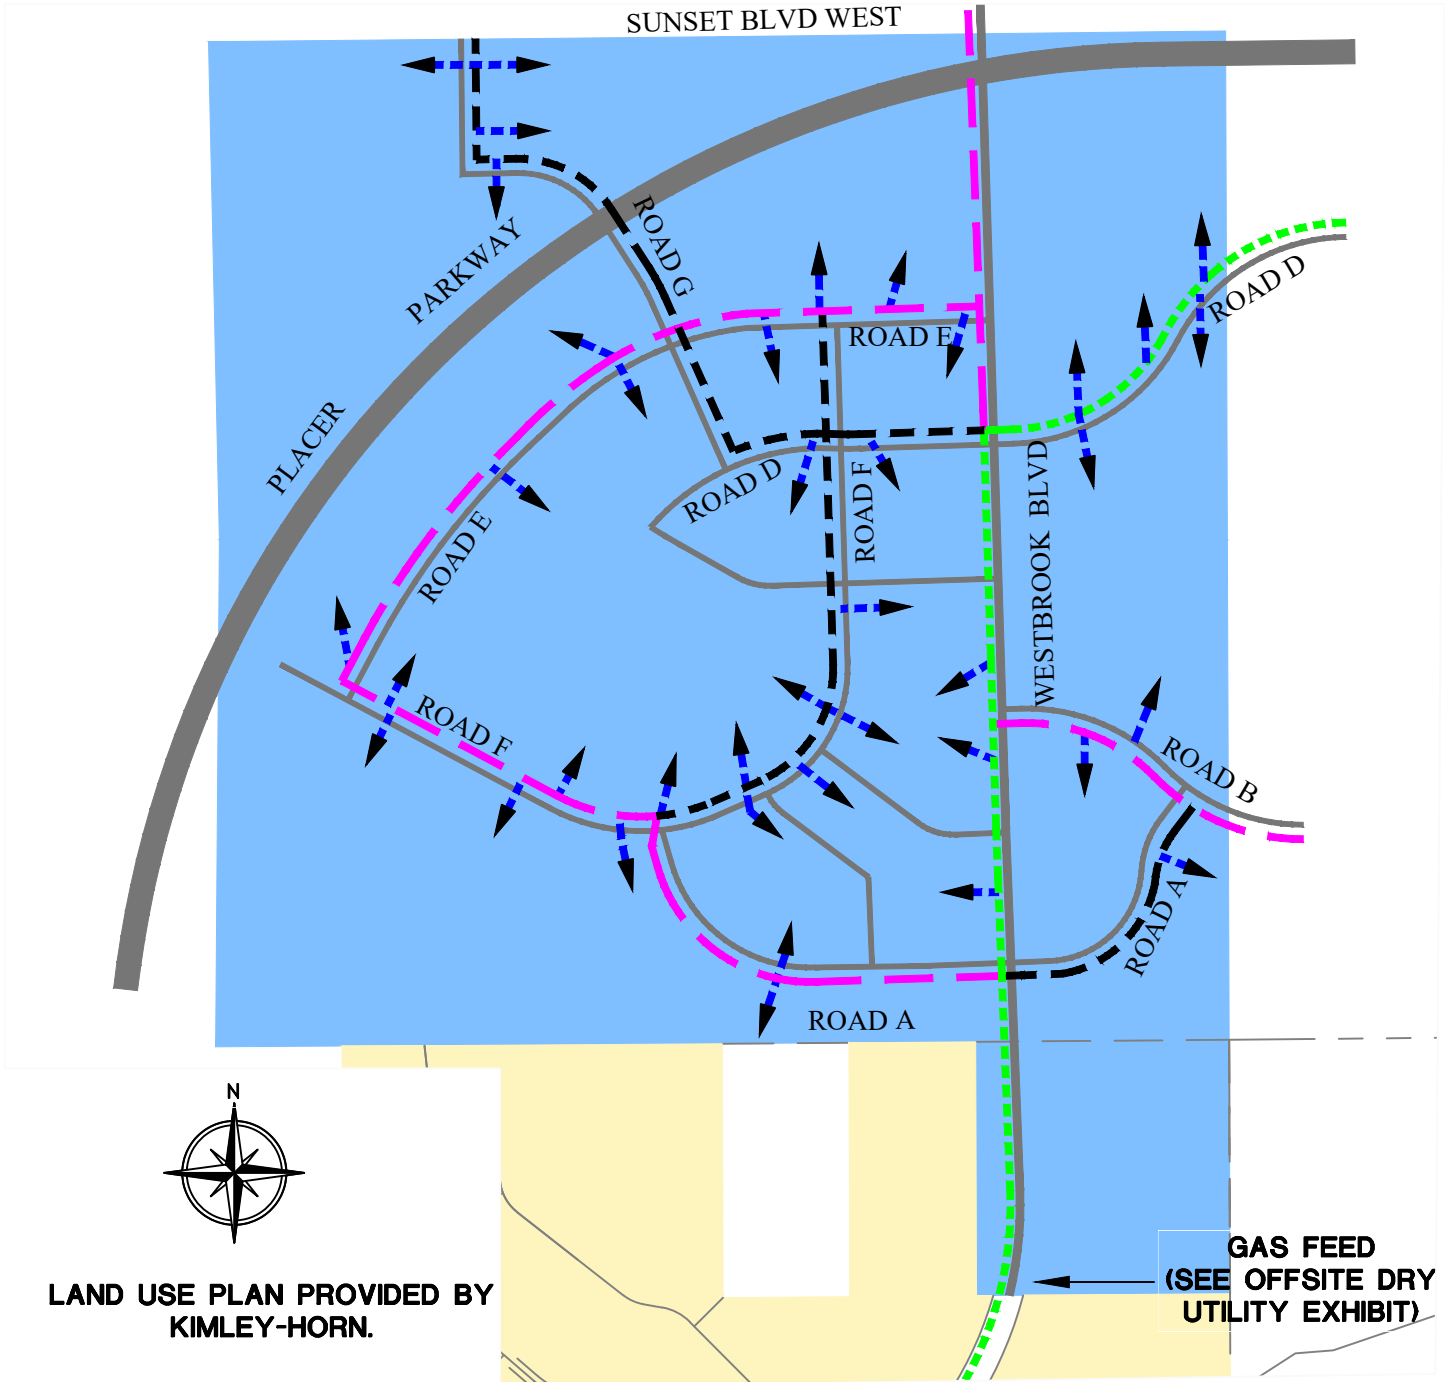 SUNSET BLVD WEST
ROAD G
PARKWAY
ROAD D
ROAD E
PLACER
ROAD D
ROAD F
WESTBROOK BLVD
ROAD E
ROAD F
ROAD B
ROAD A
ROAD A
N
GAS FEED
(SEE OFFSITE DRY
UTILITY EXHIBIT)
LAND USE PLAN PROVIDED BY
KIMLEY-HORN.